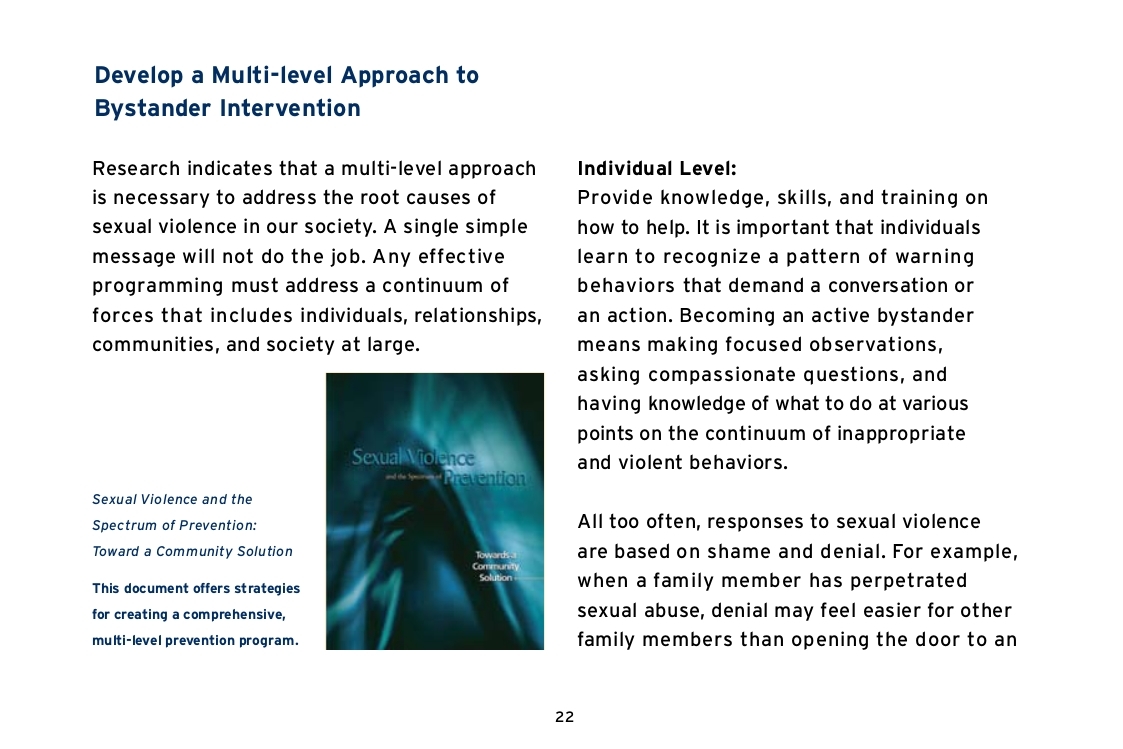 Develop a Multi-level Approach to
Bystander Intervention
Research indicates that a multi-level approach
is necessary to address the root causes of
sexual violence in our society. A single simple
message will not do the job. Any effective
programming must address a continuum of
forces that includes individuals, relationships,
communities, and society at large.
Sexual Violence
and the Spectrum of Prevention
Towards a
Community
Solution
Sexual Violence and the
Spectrum of Prevention:
Toward a Community Solution
This document offers strategies
for creating a comprehensive,
multi-level prevention program.
Individual Level:
Provide knowledge, skills, and training on
how to help. It is important that individuals
learn to recognize a pattern of warning
behaviors that demand a conversation or
an action. Becoming an active bystander
means making focused observations,
asking compassionate questions, and
having knowledge of what to do at various
points on the continuum of inappropriate
and violent behaviors.
All too often, responses to sexual violence
are based on shame and denial. For example,
when a family member has perpetrated
sexual abuse, denial may feel easier for other
family members than opening the door to an
22